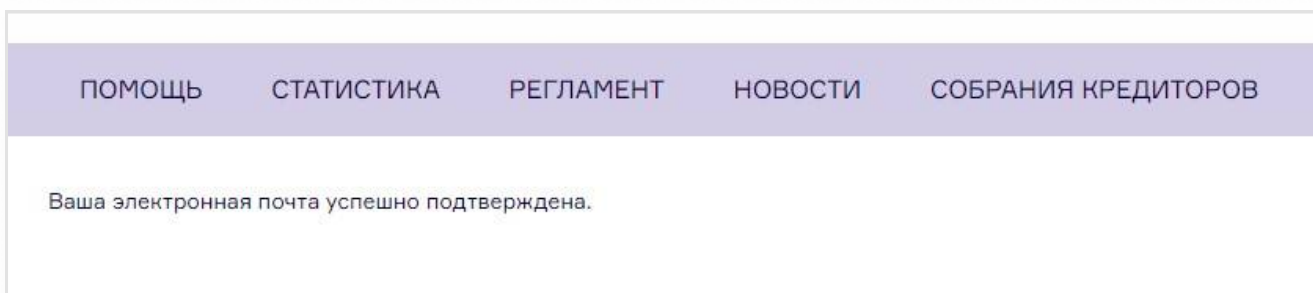 ПОМОЩЬ СТАТИСТИКА РЕГЛАМЕНТ НОВОСТИ СОБРАНИЯ КРЕДИТОРОВ
Ваша электронная почта успешно подтверждена.